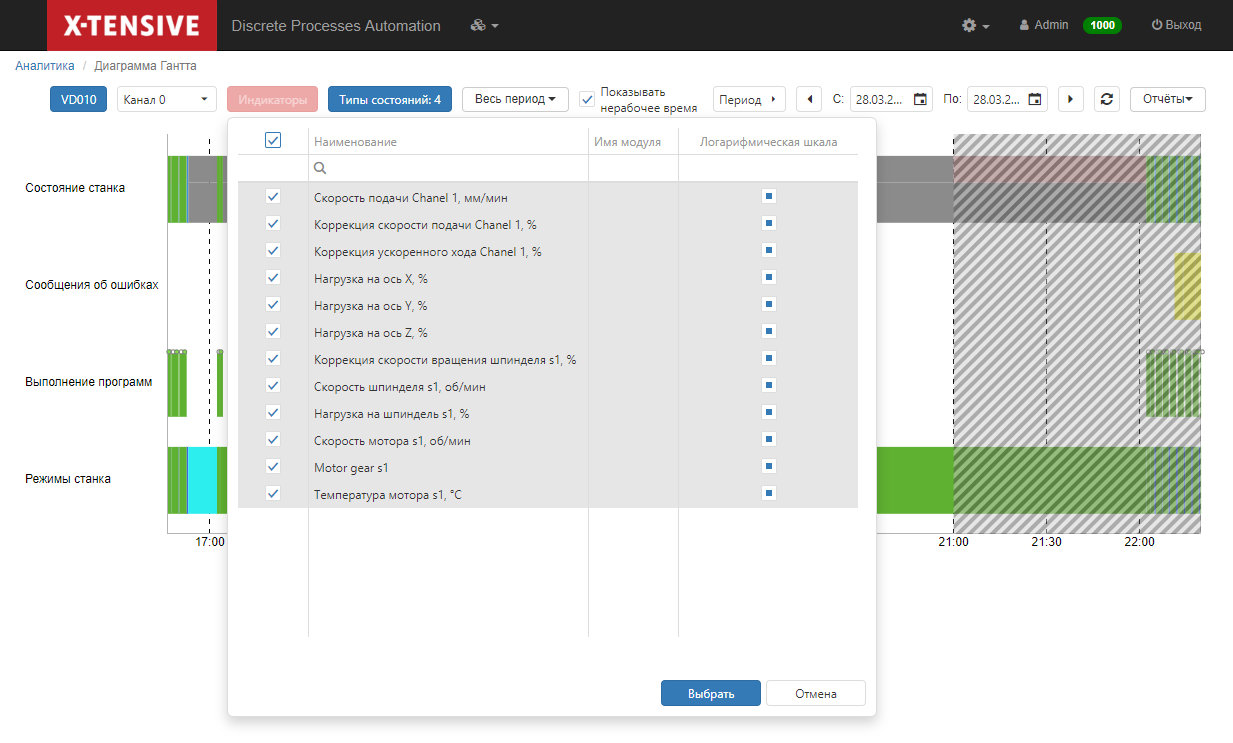 X-TENSIVE
Discrete Processes Automation
Admin
1000
Выход
Аналитика / Диаграмма Гантта
VD010
Канал 0
Индикаторы
Типы состояний: 4
Весь период
Показывать
нерабочее время
Период
С:
28.03.2...
По:
28.03.2...
Отчёты
Наименование
Имя модуля
Логарифмическая шкала
Скорость подачи Chanel 1, мм/мин
Коррекция скорости подачи Chanel 1, %
Коррекция ускоренного хода Chanel 1, %
Нагрузка на ось X, %
Нагрузка на ось Y, %
Нагрузка на ось Z, %
Коррекция скорости вращения шпинделя s1, %
Скорость шпинделя s1, об/мин
Нагрузка на шпиндель s1, %
Скорость мотора s1, об/мин
Motor gear s1
Температура мотора s1, °C
Выбрать
Отмена
Состояние станка
Сообщения об ошибках
Выполнение программ
Режимы станка
17:00
21:00
21:30
22:00